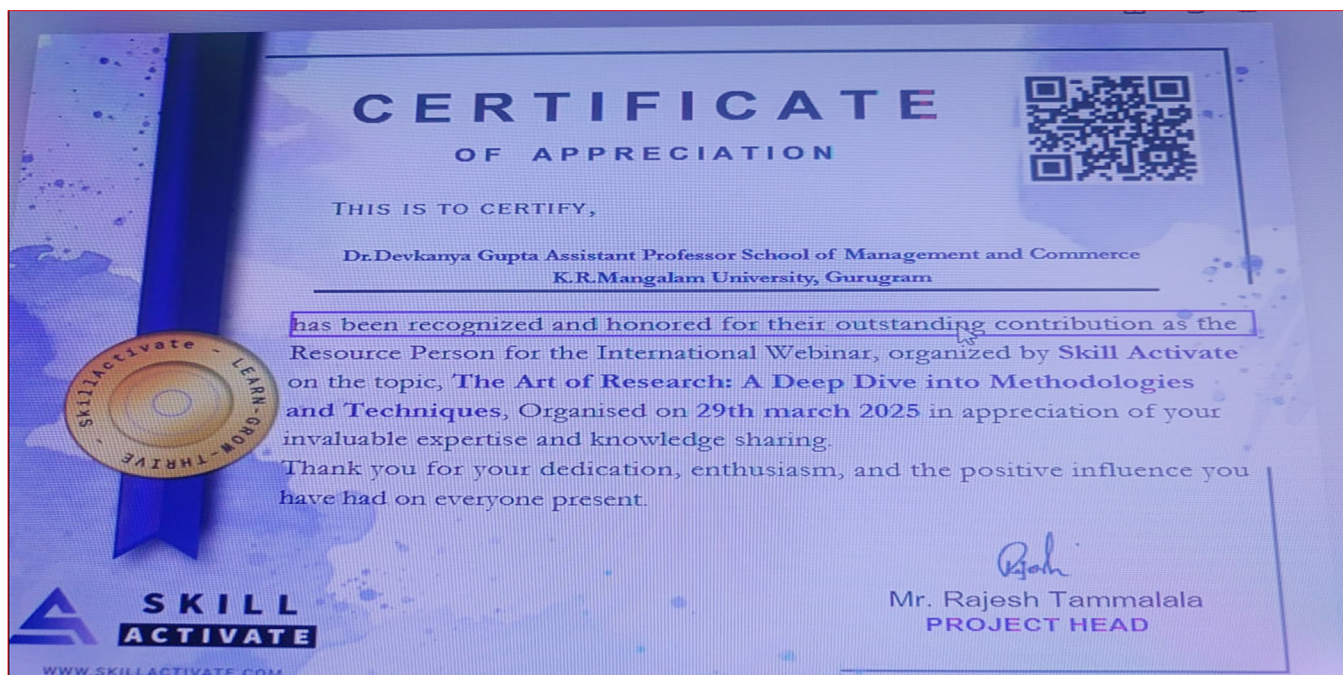 CERTIFICATE
OF APPRECIATION
THIS IS TO CERTIFY,
Dr.Devkanya Gupta Assistant Professor School of Management and Commerce
K.R.Mangalam University, Gurugram
has been recognized and honored for their outstanding contribution as the
Resource Person for the International Webinar, organized by Skill Activate
on the topic, The Art of Research: A Deep Dive into Methodologies
and Techniques, Organised on 29th march 2025 in appreciation of your
invaluable expertise and knowledge sharing.
Thank you for your dedication, enthusiasm, and the positive influence you
have had on everyone present.
SkillActivate - LEARN-GROW-THRIVE -
Rajesh
Mr. Rajesh Tammalala
PROJECT HEAD
SKILL
ACTIVATE
WWW.SKILLACTIVATE.COM